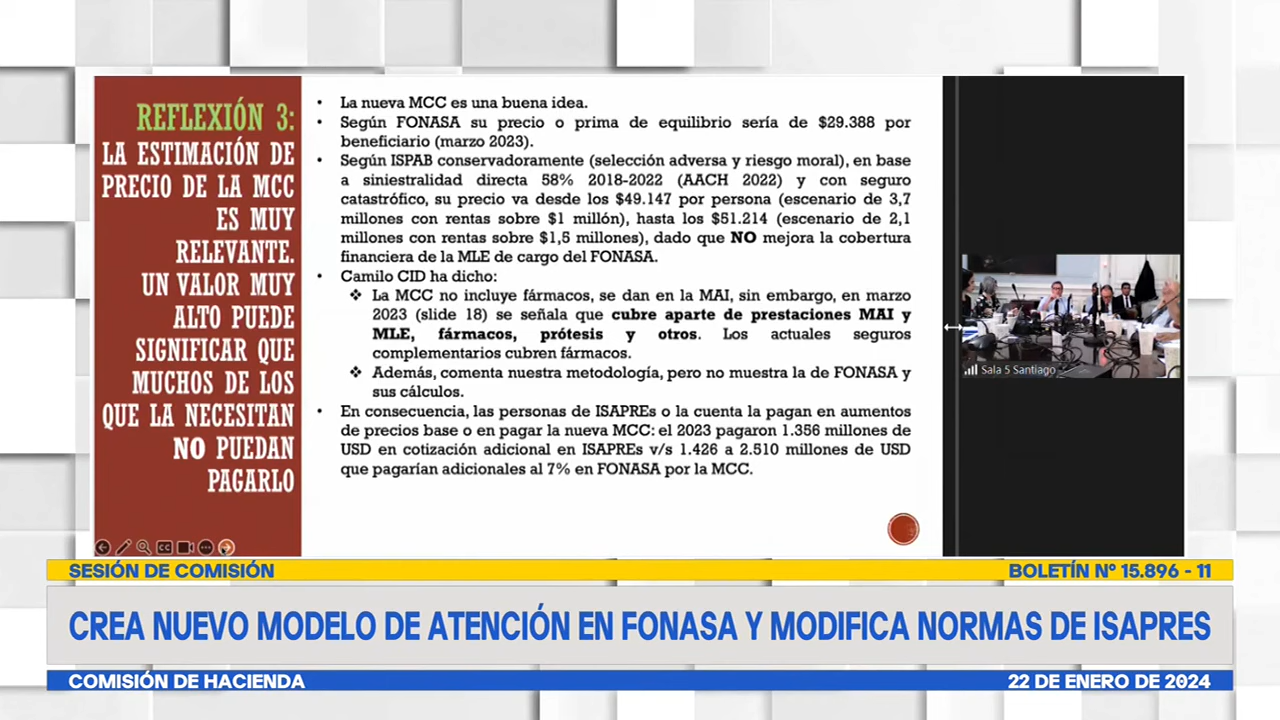 REFLEXIÓN 3:
LA ESTIMACIÓN DE
PRECIO DE LA MCC
ES MUY
RELEVANTE.
UN VALOR MUY
ALTO PUEDE
SIGNIFICAR QUE
MUCHOS DE LOS
QUE LA NECESITAN
NO PUEDAN
PAGARLO
• La nueva MCC es una buena idea.
• Según FONASA su precio o prima de equilibrio sería de $29.388 por
beneficiario (marzo 2023).
• Según ISPAB conservadoramente (selección adversa y riesgo moral), en base
a siniestralidad directa 58% 2018-2022 (AACH 2022) y con seguro
catastrófico, su precio va desde los $49.147 por persona (escenario de 3,7
millones con rentas sobre $1 millón), hasta los $51.214 (escenario de 2,1
millones con rentas sobre $1,5 millones), dado que NO mejora la cobertura
financiera de la MLE de cargo del FONASA.
• Camilo CID ha dicho:
❖ La MCC no incluye fármacos, se dan en la MAI, sin embargo, en marzo
2023 (slide 18) se señala que cubre aparte de prestaciones MAI y
MLE, fármacos, prótesis y otros. Los actuales seguros
complementarios cubren fármacos.
❖ Además, comenta nuestra metodología, pero no muestra la de FONASA y
sus cálculos.
• En consecuencia, las personas de ISAPREs o la cuenta la pagan en aumentos
de precios base o en pagar la nueva MCC: el 2023 pagaron 1.356 millones de
USD en cotización adicional en ISAPREs v/s 1.426 a 2.510 millones de USD
que pagarían adicionales al 7% en FONASA por la MCC.
CC
Sala 5 Santiago
SESIÓN DE COMISIÓN
BOLETÍN N° 15.896 - 11
CREA NUEVO MODELO DE ATENCIÓN EN FONASA Y MODIFICA NORMAS DE ISAPRES
COMISIÓN DE HACIENDA
22 DE ENERO DE 2024